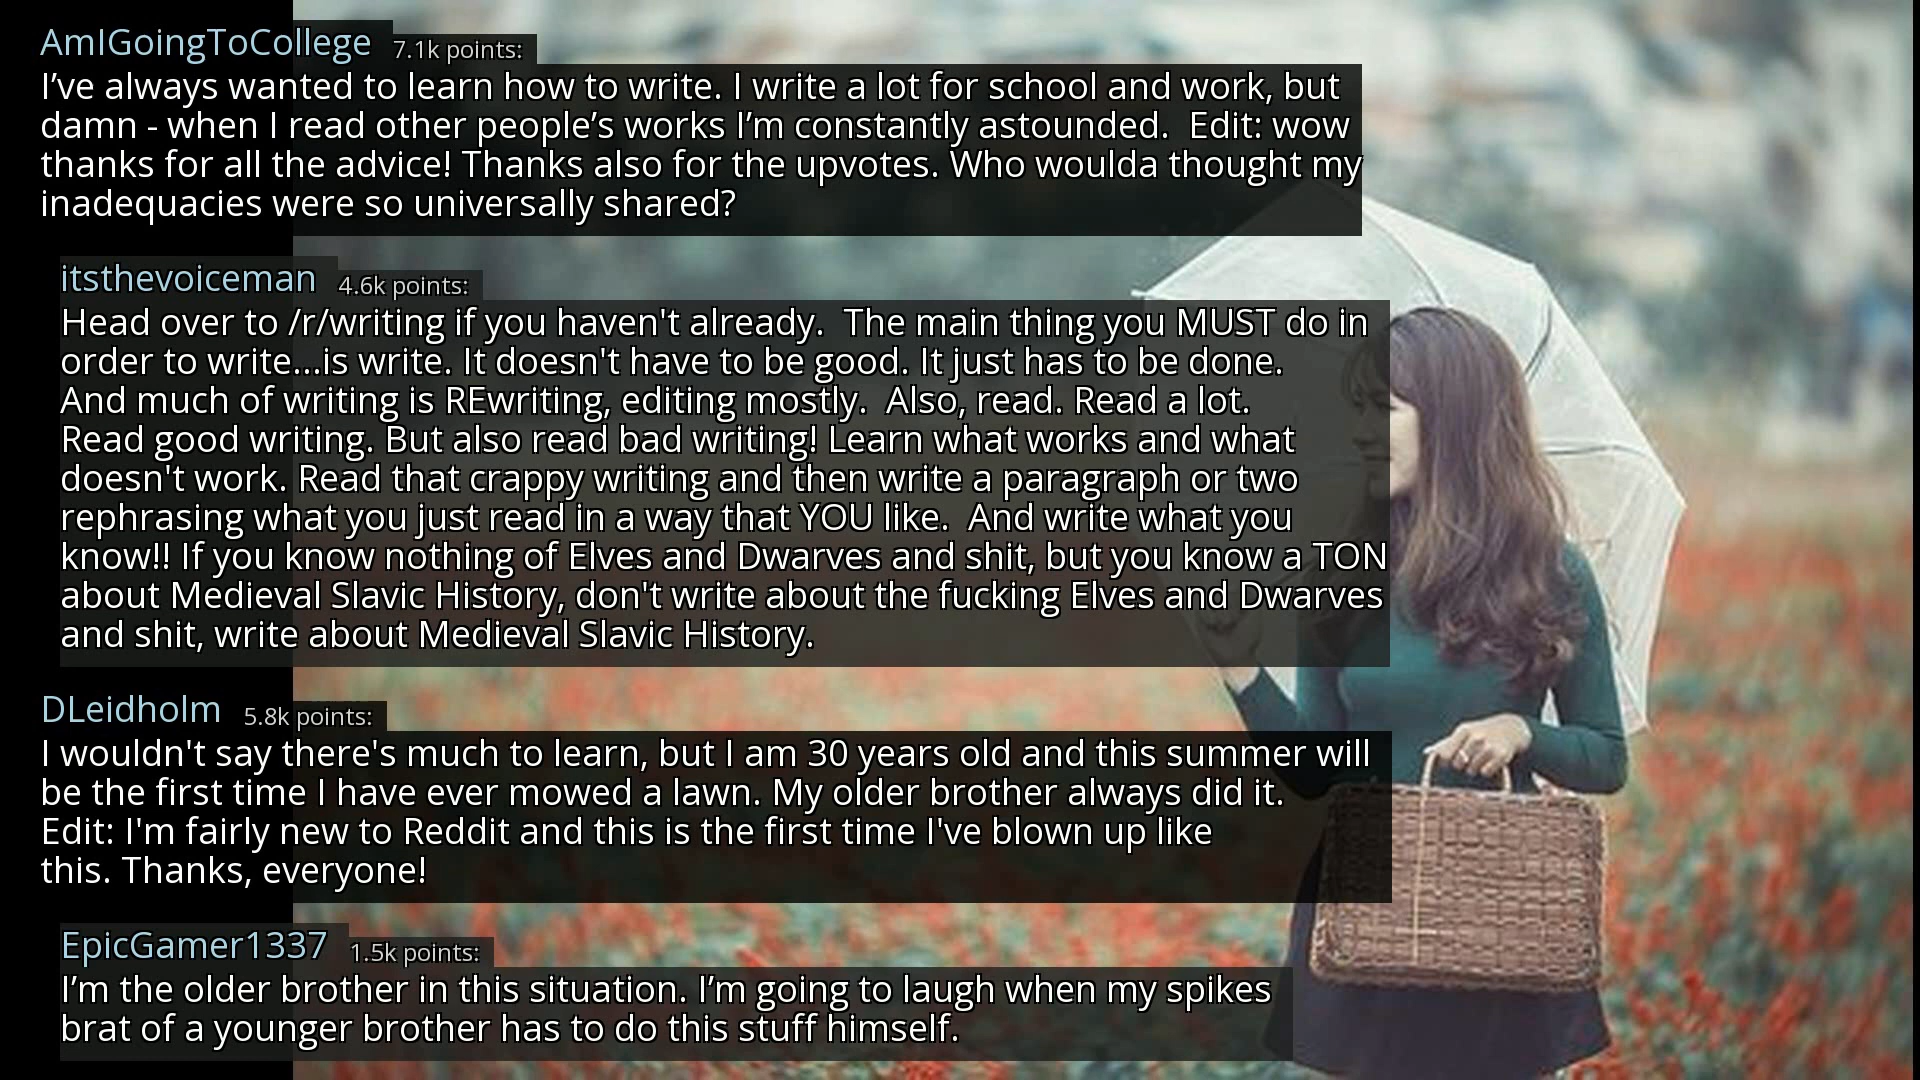 AmIGoingToCollege 7.1k points:
I’ve always wanted to learn how to write. I write a lot for school and work, but
damn - when I read other people’s works I’m constantly astounded.  Edit: wow
thanks for all the advice! Thanks also for the upvotes. Who woulda thought my
inadequacies were so universally shared?
itsthevoiceman 4.6k points:
Head over to /r/writing if you haven't already.  The main thing you MUST do in
order to write...is write. It doesn't have to be good. It just has to be done.
And much of writing is REwriting, editing mostly.  Also, read. Read a lot.
Read good writing. But also read bad writing! Learn what works and what
doesn't work. Read that crappy writing and then write a paragraph or two
rephrasing what you just read in a way that YOU like.  And write what you
know!! If you know nothing of Elves and Dwarves and shit, but you know a TON
about Medieval Slavic History, don't write about the fucking Elves and Dwarves
and shit, write about Medieval Slavic History.
DLeidholm 5.8k points:
I wouldn't say there's much to learn, but I am 30 years old and this summer will
be the first time I have ever mowed a lawn. My older brother always did it.
Edit: I'm fairly new to Reddit and this is the first time I've blown up like
this. Thanks, everyone!
EpicGamer1337 1.5k points:
I’m the older brother in this situation. I’m going to laugh when my spikes
brat of a younger brother has to do this stuff himself.